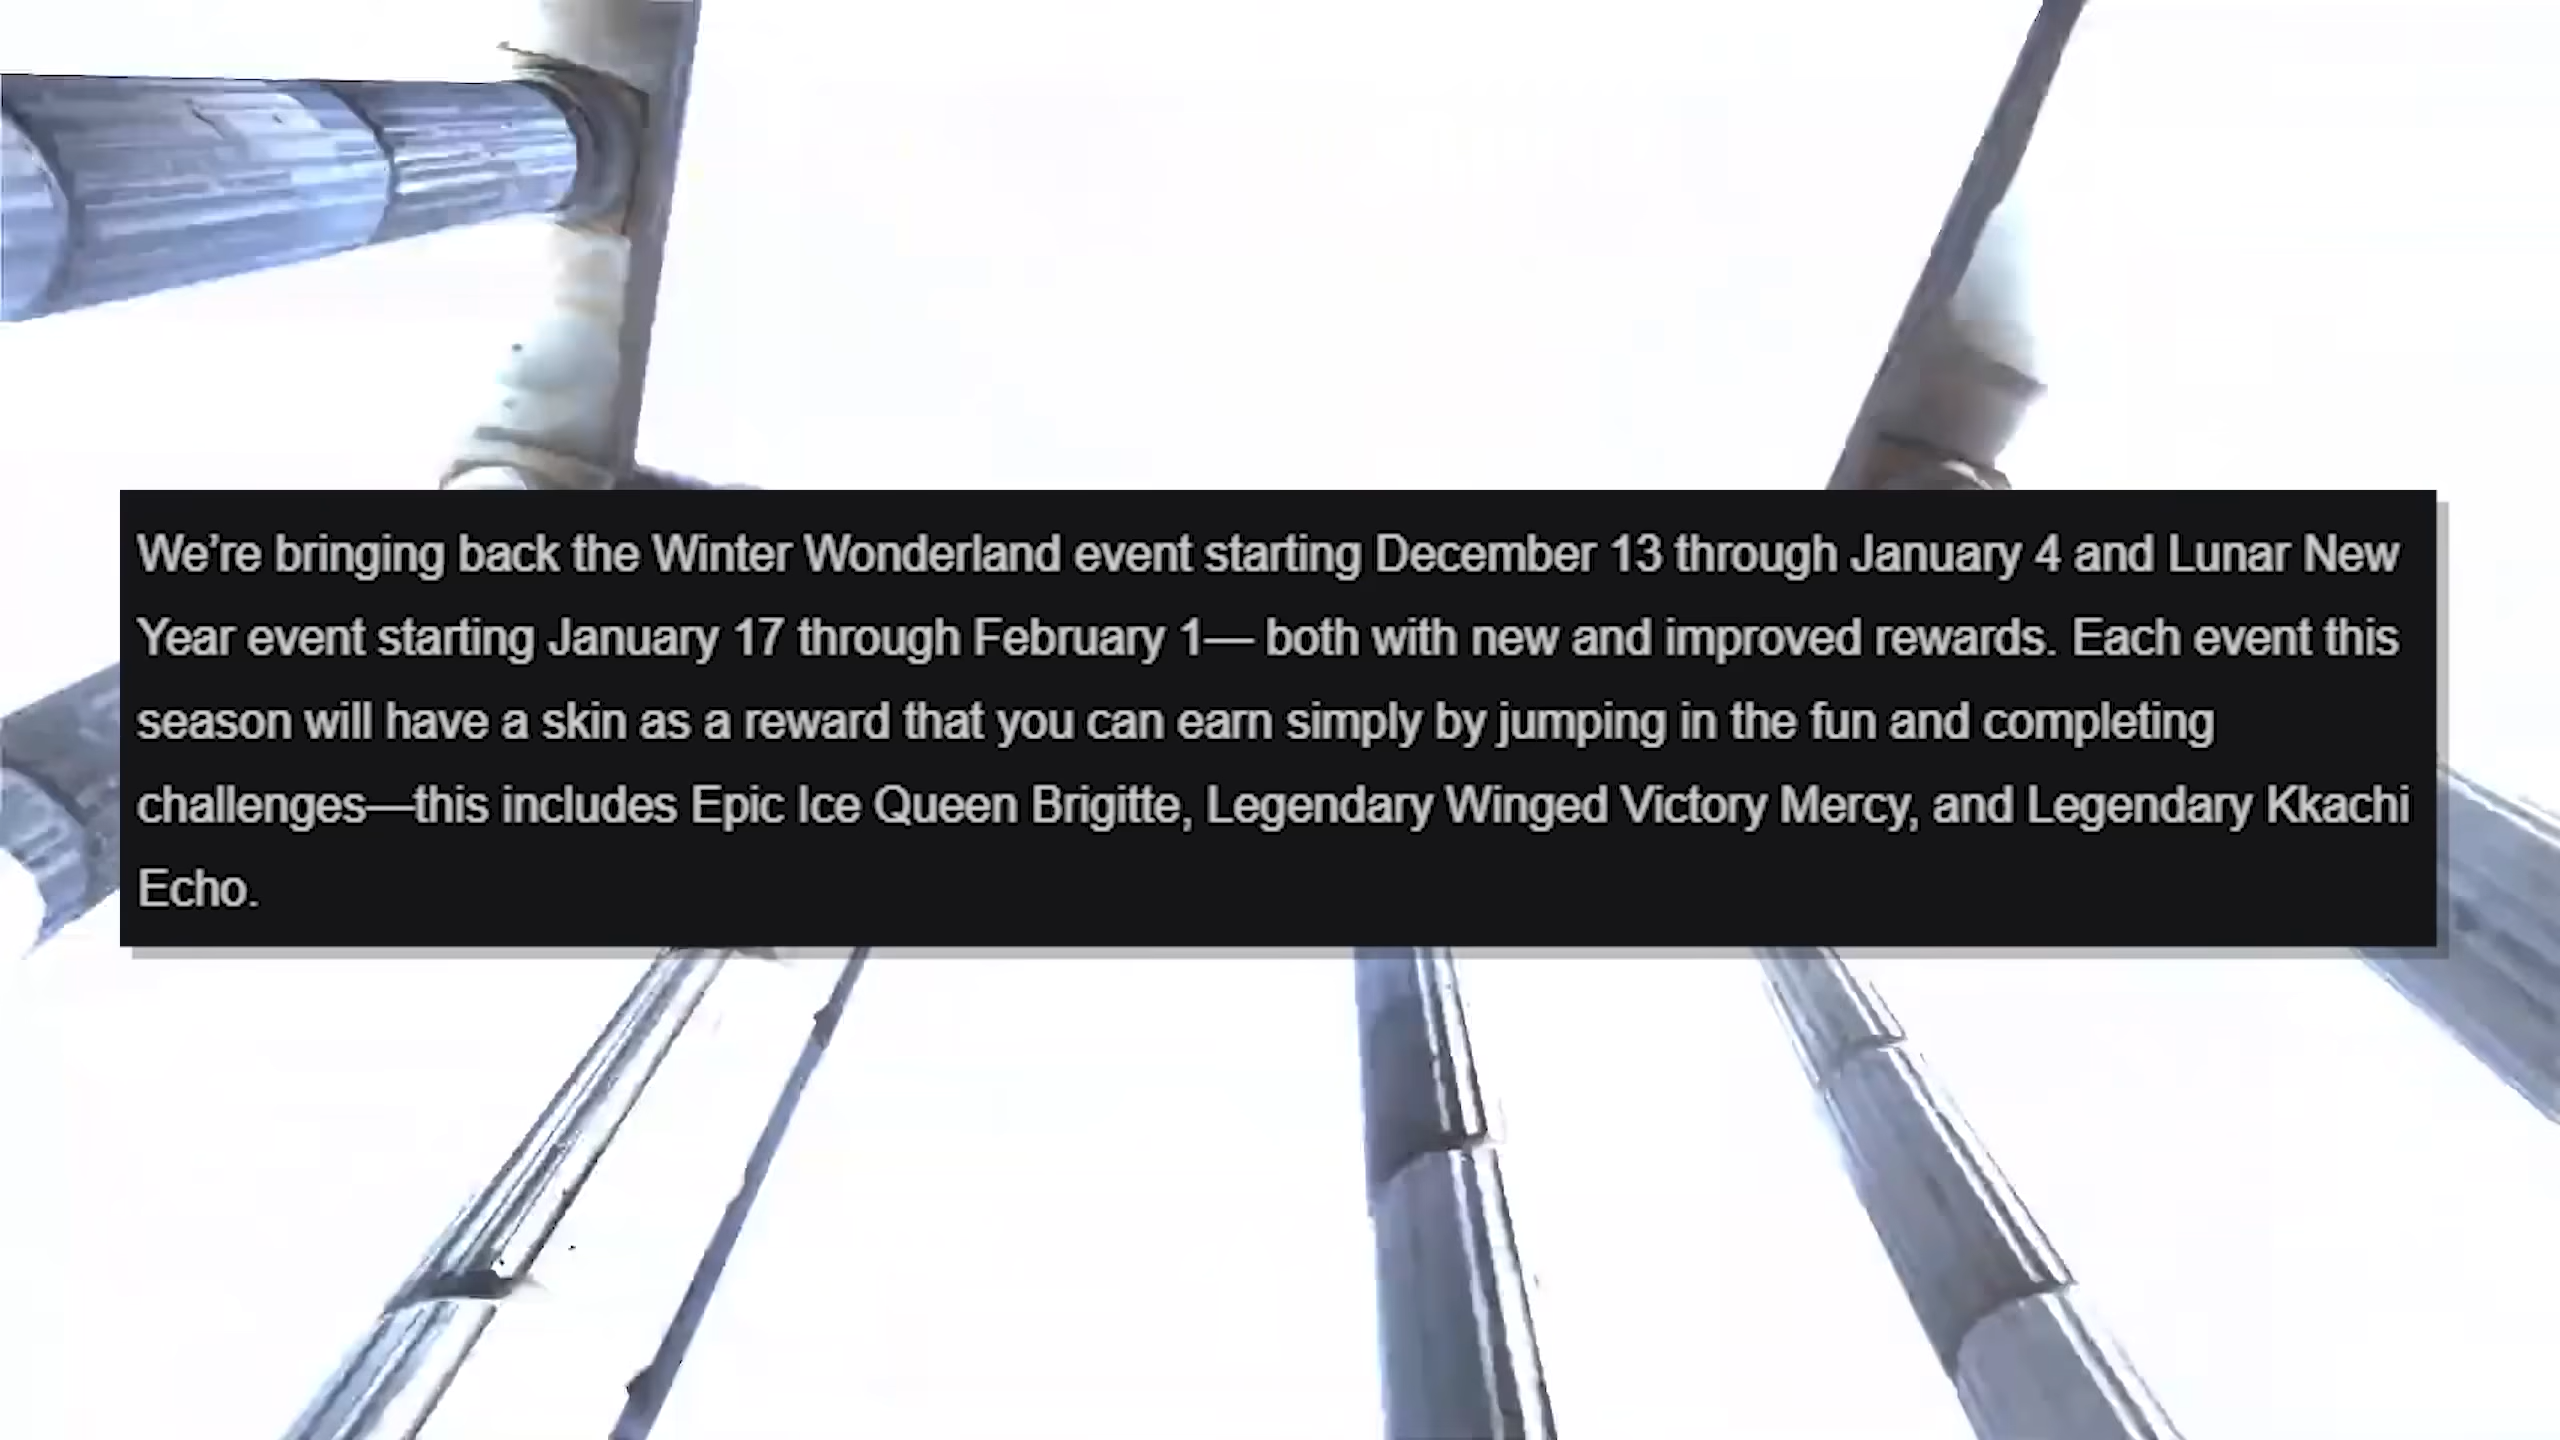 We’re bringing back the Winter Wonderland event starting December 13 through January 4 and Lunar New
Year event starting January 17 through February 1— both with new and improved rewards. Each event this
season will have a skin as a reward that you can earn simply by jumping in the fun and completing
challenges—this includes Epic Ice Queen Brigitte, Legendary Winged Victory Mercy, and Legendary Kkachi
Echo.